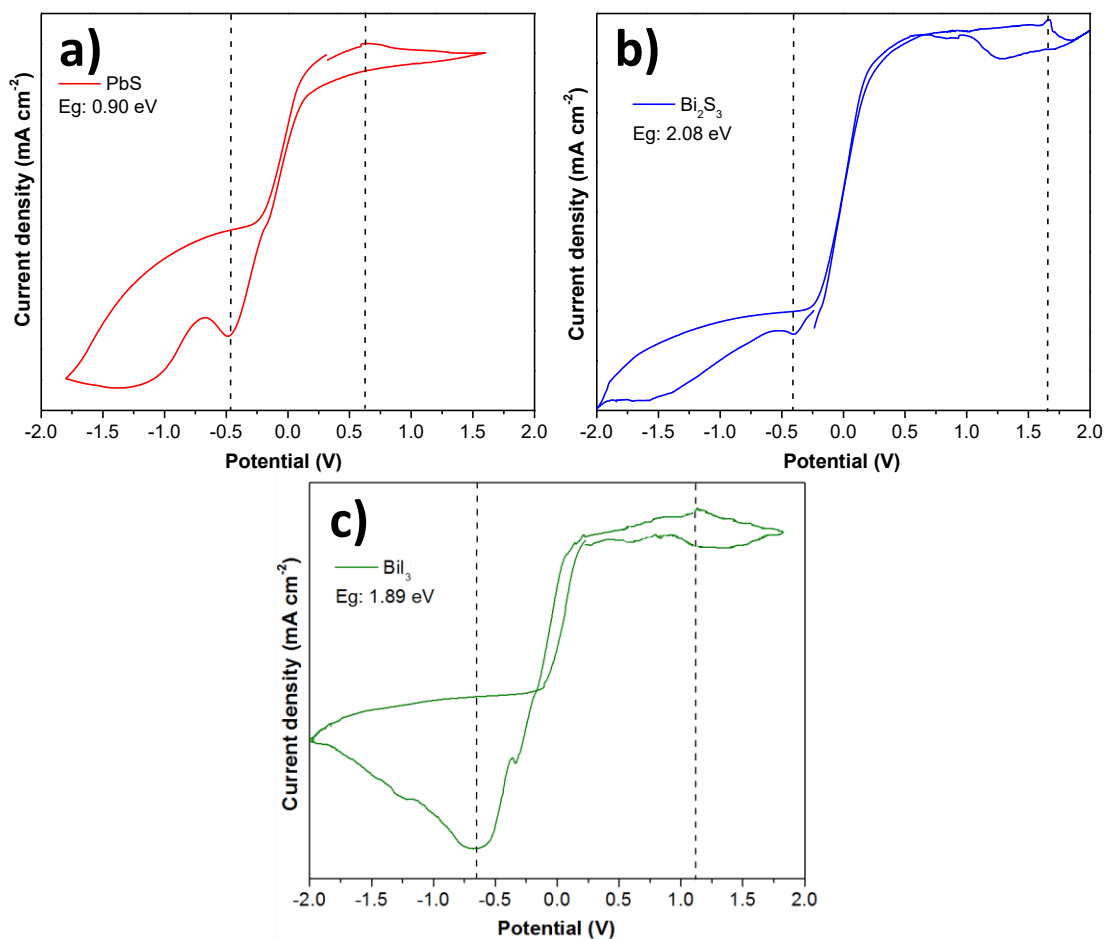 a)
PbS
Eg: 0.90 eV
Current density (mA cm⁻²)
-2.0 -1.5 -1.0 -0.5 0.0 0.5 1.0 1.5 2.0
Potential (V)
b)
Bi₂S₃
Eg: 2.08 eV
Current density (mA cm⁻²)
-2.0 -1.5 -1.0 -0.5 0.0 0.5 1.0 1.5 2.0
Potential (V)
c)
BiI₃
Eg: 1.89 eV
Current density (mA cm⁻²)
-2.0 -1.5 -1.0 -0.5 0.0 0.5 1.0 1.5 2.0
Potential (V)